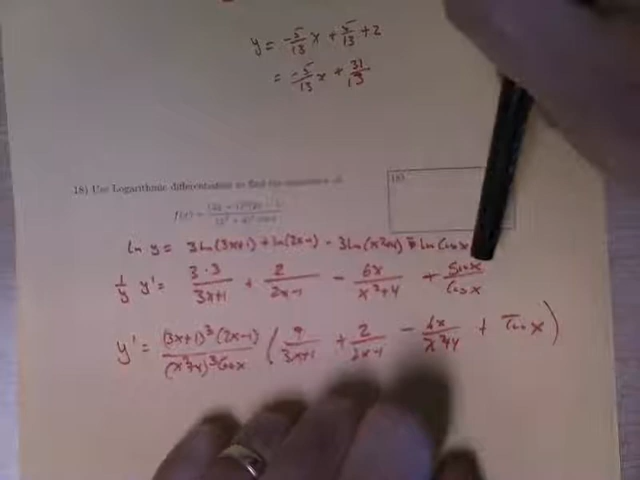 y = -5/13 x + 5/13 + 2
= -5/13 x + 31/13
18) Use Logarithmic differentiation to find the of
18)
f(x) =
ln y = 3 ln(3x+1) + ln(2x-1) - 3 ln(x²+4) - ln cos x
1/y y' = 3·3/3x+1 + 2/2x-1 - 6x/x²+4 + sin x/cos x
y' = (3x+1)³(2x-1)/(x²+4)³cos x ( 9/3x+1 + 2/2x-1 - 6x/x²+4 + Tan x )